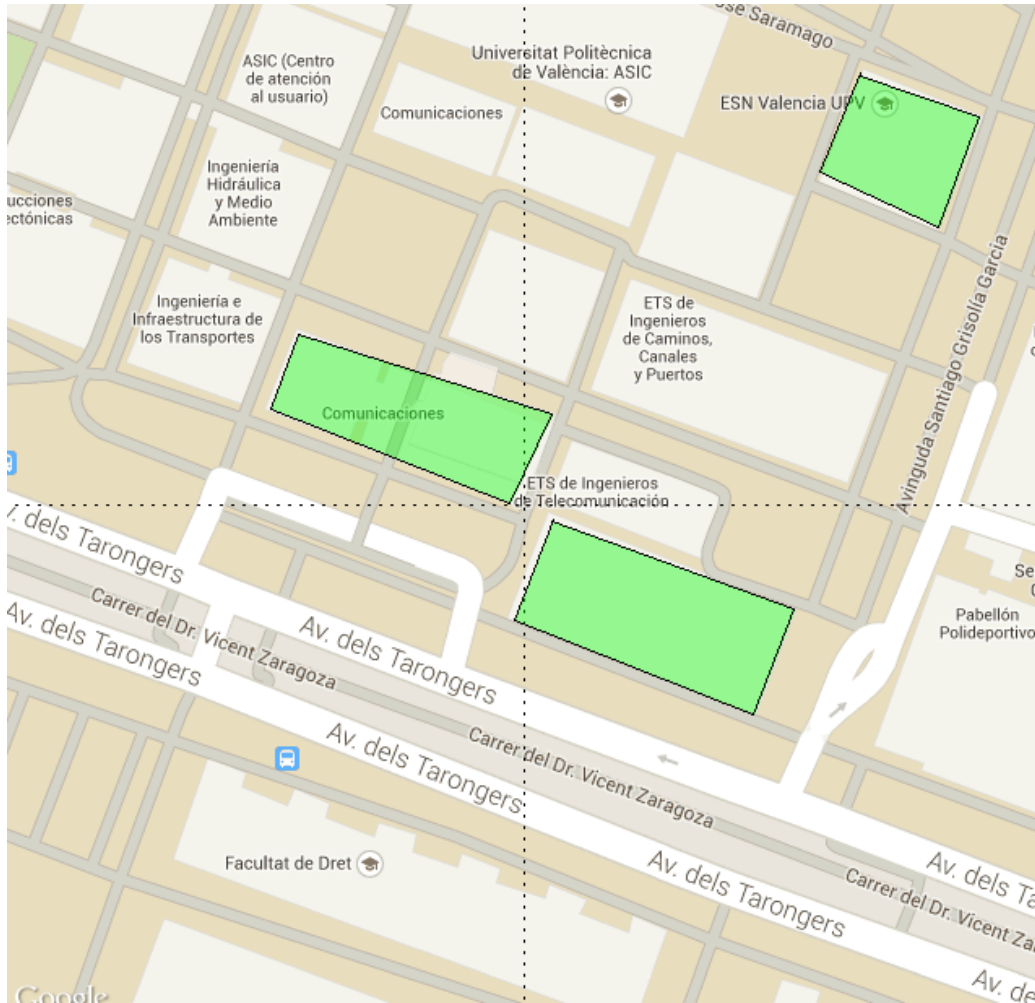 José Saramago
Universitat Politècnica
de València: ASIC
ASIC (Centro
de atención
al usuario)
Comunicaciones
ESN Valencia UPV
Ingeniería
Hidráulica
y Medio
Ambiente
ucciones
ectónicas
Avinguda Santiago Grisolía García
Ingeniería e
Infraestructura de
los Transportes
ETS de
Ingenieros
de Caminos,
Canales
y Puertos
Comunicaciones
ETS de Ingenieros
de Telecomunicación
v. dels Tarongers
Se
Pabellón
Polideportivo
Carrer del Dr. Vicent Zaragoza
Av. dels Tarongers
Av. dels Tarongers
Av. dels Tarongers
Carrer del Dr. Vicent Zaragoza
Facultat de Dret
Av. dels Tarongers
Av. dels Ta
Carrer del Dr. Vicent Za
Av. de
Google